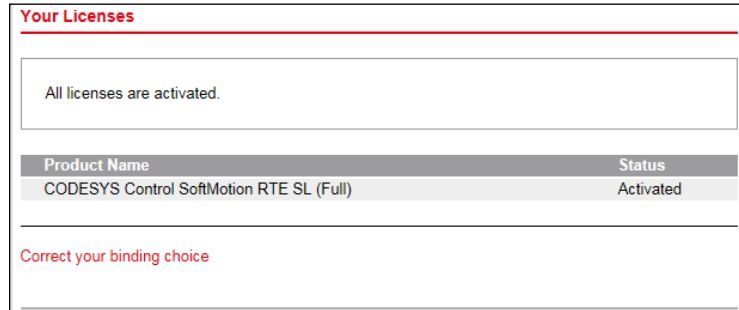 Your Licenses
All licenses are activated.
Product Name Status
CODESYS Control SoftMotion RTE SL (Full) Activated
Correct your binding choice